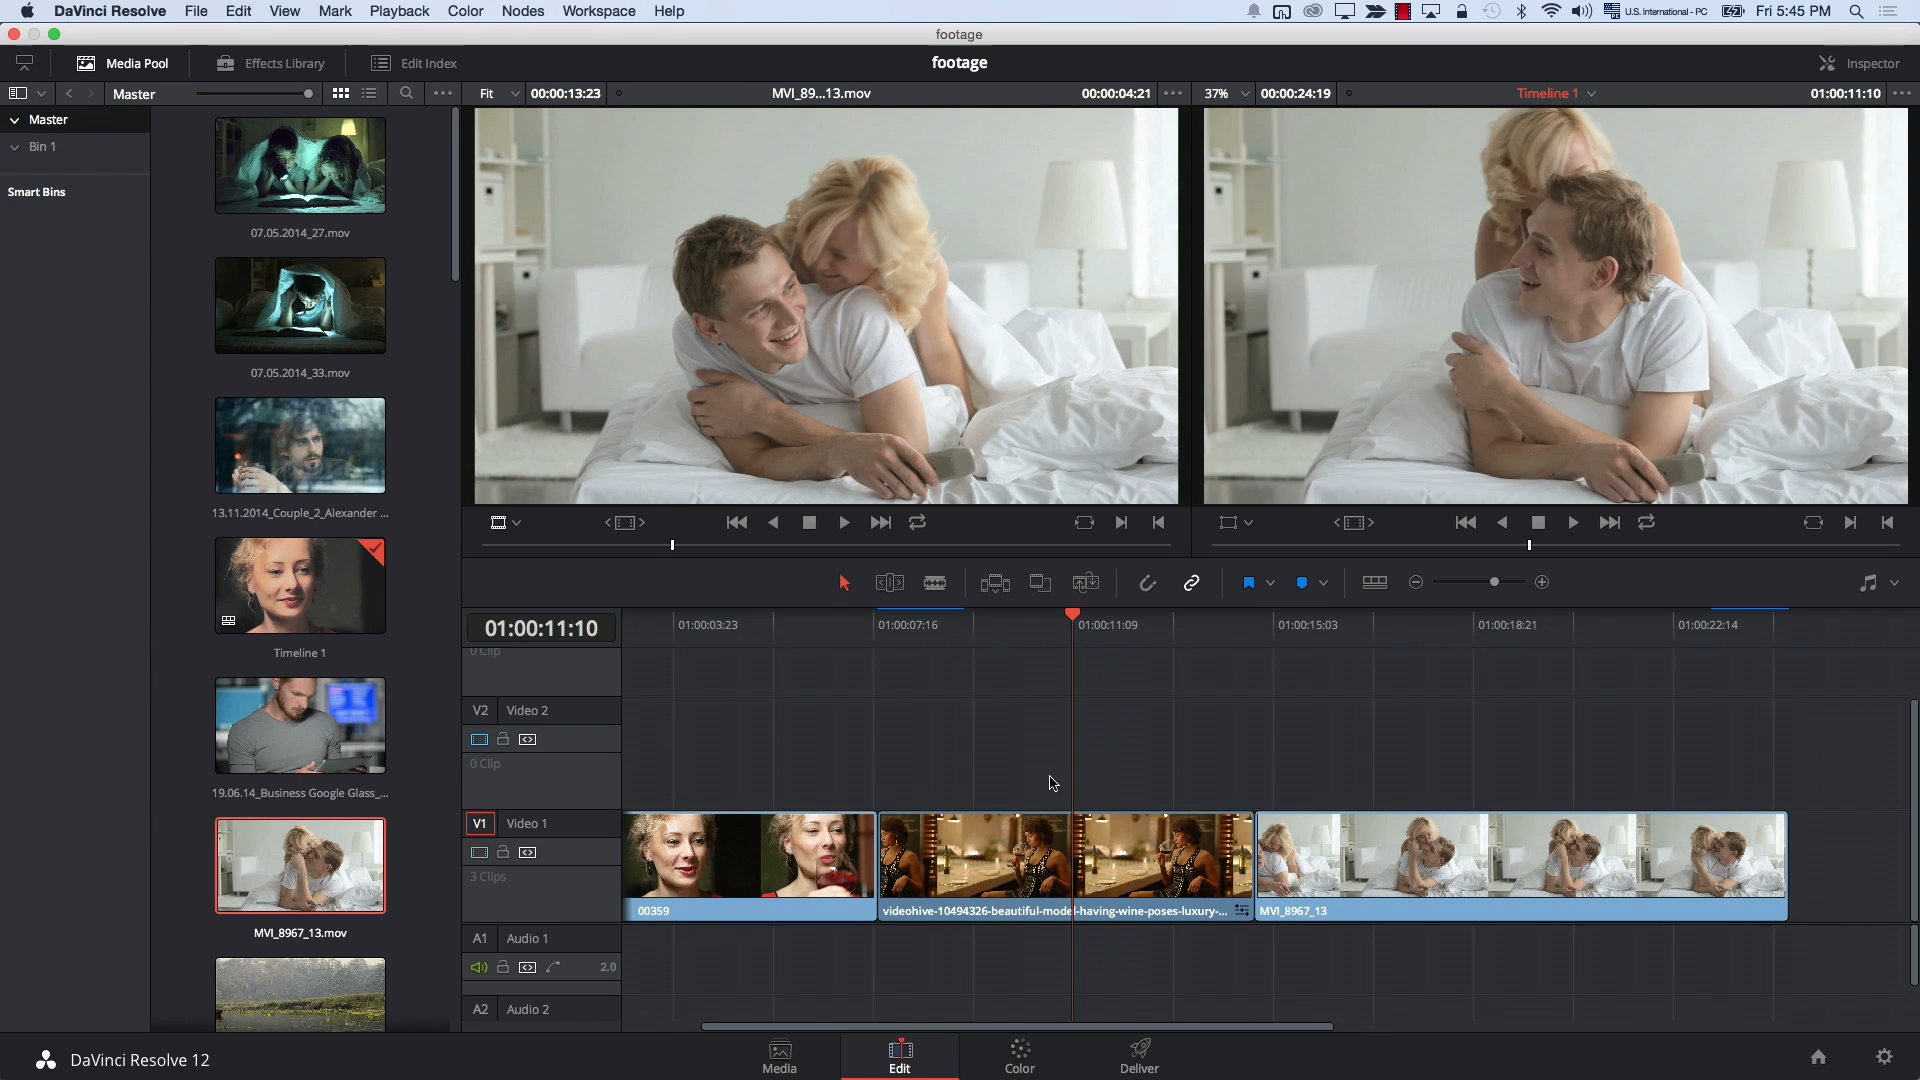 DaVinci Resolve File Edit View Mark Playback Color Nodes Workspace Help U.S. International - PC Fri 5:45 PM
footage
Media Pool Effects Library Edit Index footage Inspector
Master Fit 00:00:13:23 MVI_89...13.mov 00:00:04:21 37% 00:00:24:19 Timeline 1 01:00:11:10
Master
Bin 1
Smart Bins
07.05.2014_27.mov
07.05.2014_33.mov
13.11.2014_Couple_2_Alexander ...
Timeline 1
19.06.14_Business Google Glass_...
MVI_8967_13.mov
01:00:11:10 01:00:03:23 01:00:07:16 01:00:11:09 01:00:15:03 01:00:18:21 01:00:22:14
0 Clip
V2 Video 2
0 Clip
V1 Video 1
3 Clips
00359 videohive-10494326-beautiful-model-having-wine-poses-luxury-... MVI_8967_13
A1 Audio 1
2.0
A2 Audio 2
DaVinci Resolve 12 Media Edit Color Deliver